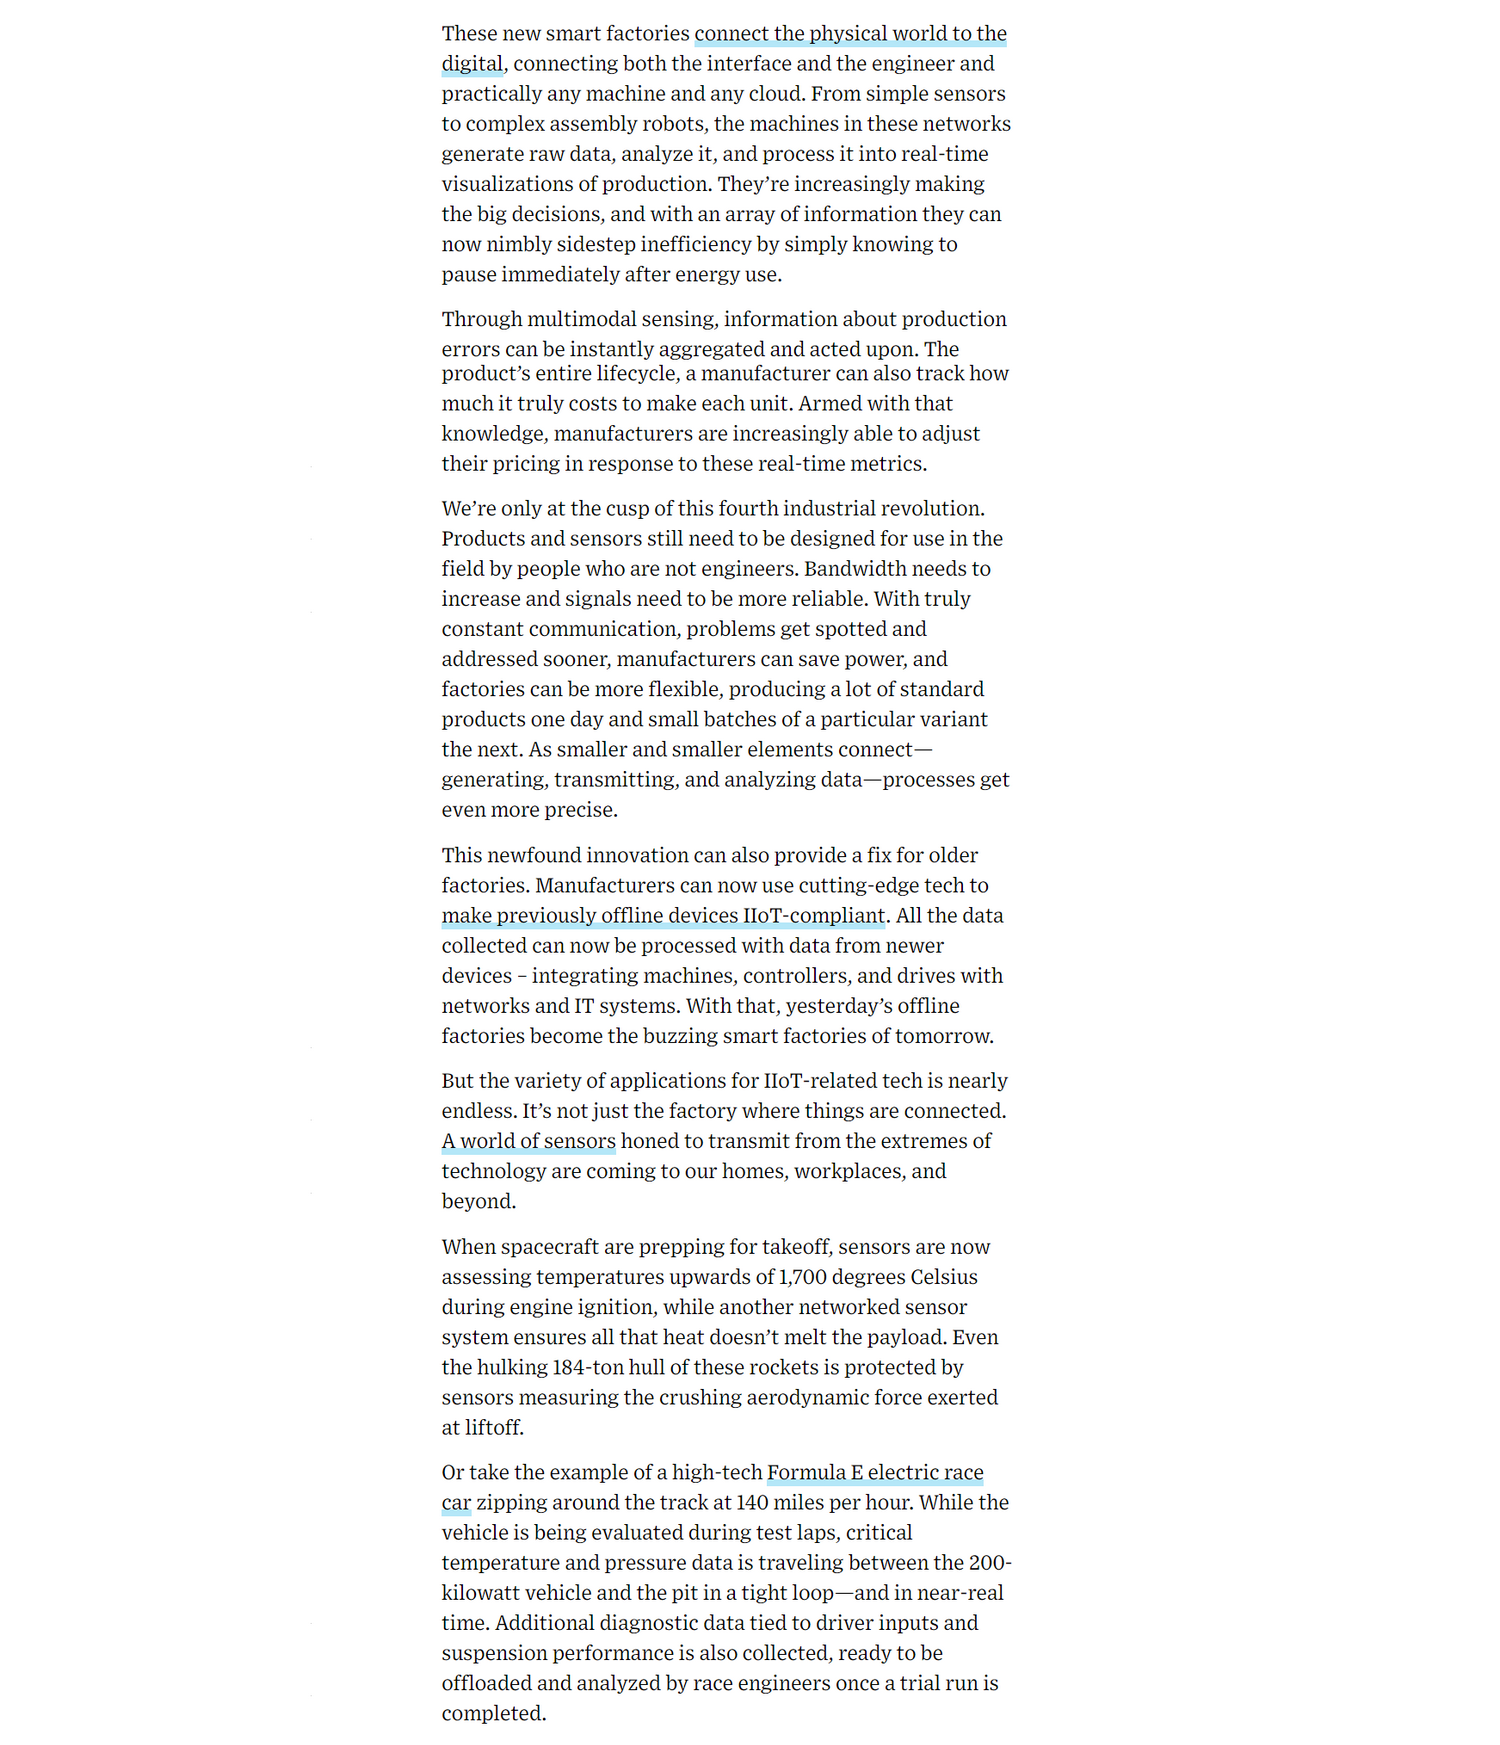 These new smart factories connect the physical world to the
digital, connecting both the interface and the engineer and
practically any machine and any cloud. From simple sensors
to complex assembly robots, the machines in these networks
generate raw data, analyze it, and process it into real-time
visualizations of production. They’re increasingly making
the big decisions, and with an array of information they can
now nimbly sidestep inefficiency by simply knowing to
pause immediately after energy use.
Through multimodal sensing, information about production
errors can be instantly aggregated and acted upon. The
product’s entire lifecycle, a manufacturer can also track how
much it truly costs to make each unit. Armed with that
knowledge, manufacturers are increasingly able to adjust
their pricing in response to these real-time metrics.
We’re only at the cusp of this fourth industrial revolution.
Products and sensors still need to be designed for use in the
field by people who are not engineers. Bandwidth needs to
increase and signals need to be more reliable. With truly
constant communication, problems get spotted and
addressed sooner, manufacturers can save power, and
factories can be more flexible, producing a lot of standard
products one day and small batches of a particular variant
the next. As smaller and smaller elements connect—
generating, transmitting, and analyzing data—processes get
even more precise.
This newfound innovation can also provide a fix for older
factories. Manufacturers can now use cutting-edge tech to
make previously offline devices IIoT-compliant. All the data
collected can now be processed with data from newer
devices – integrating machines, controllers, and drives with
networks and IT systems. With that, yesterday’s offline
factories become the buzzing smart factories of tomorrow.
But the variety of applications for IIoT-related tech is nearly
endless. It’s not just the factory where things are connected.
A world of sensors honed to transmit from the extremes of
technology are coming to our homes, workplaces, and
beyond.
When spacecraft are prepping for takeoff, sensors are now
assessing temperatures upwards of 1,700 degrees Celsius
during engine ignition, while another networked sensor
system ensures all that heat doesn’t melt the payload. Even
the hulking 184-ton hull of these rockets is protected by
sensors measuring the crushing aerodynamic force exerted
at liftoff.
Or take the example of a high-tech Formula E electric race
car zipping around the track at 140 miles per hour. While the
vehicle is being evaluated during test laps, critical
temperature and pressure data is traveling between the 200-
kilowatt vehicle and the pit in a tight loop—and in near-real
time. Additional diagnostic data tied to driver inputs and
suspension performance is also collected, ready to be
offloaded and analyzed by race engineers once a trial run is
completed.